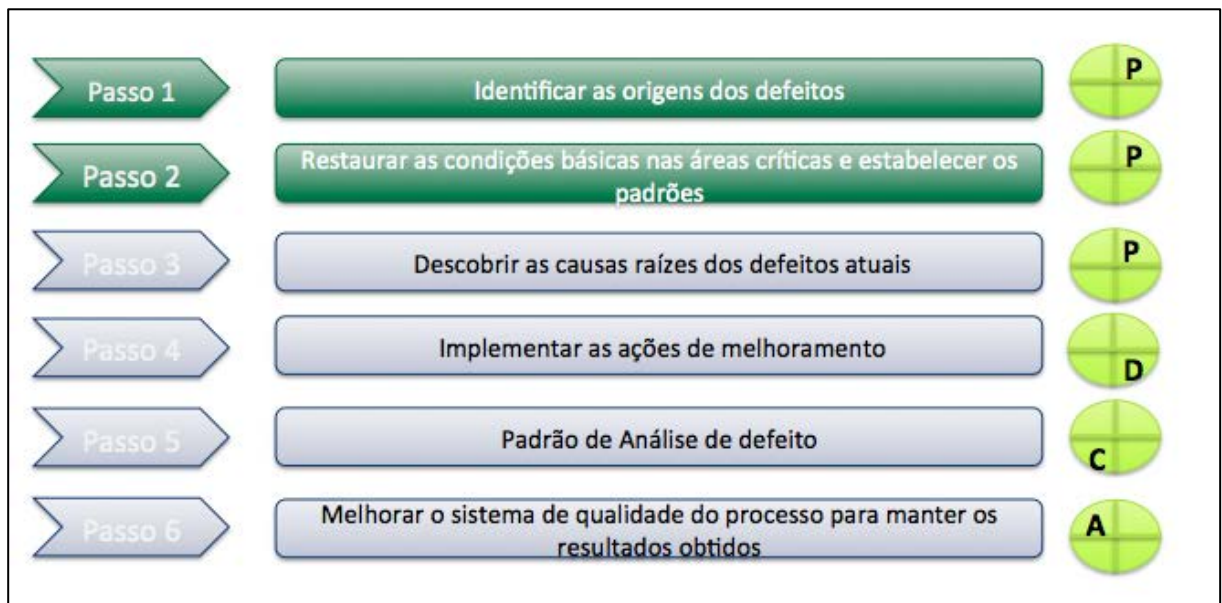 Passo 1
Identificar as origens dos defeitos
P
Passo 2
Restaurar as condições básicas nas áreas críticas e estabelecer os
padrões
P
Passo 3
Descobrir as causas raízes dos defeitos atuais
P
Passo 4
Implementar as ações de melhoramento
D
Passo 5
Padrão de Análise de defeito
C
Passo 6
Melhorar o sistema de qualidade do processo para manter os
resultados obtidos
A